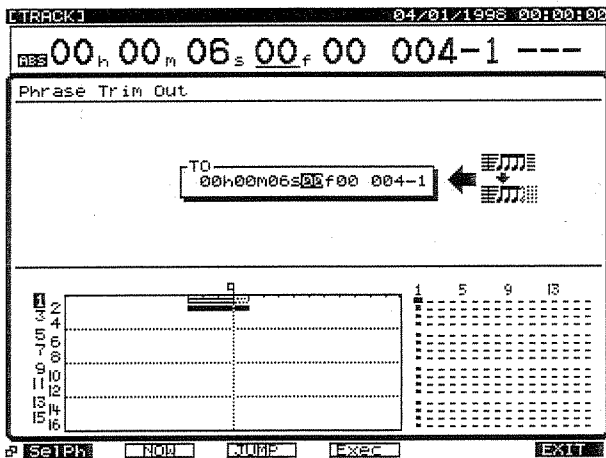 [TRACK] 04/01/1998 00:00:00
ABS 00h 00m 06s 00f 00 004-1 ---
Phrase Trim Out
TO
00h00m06s00f00 004-1
1 5 9 13
1
2
3
4
5
6
7
8
9
10
11
12
13
14
15
16
SelPh NOW JUMP Exec EXIT